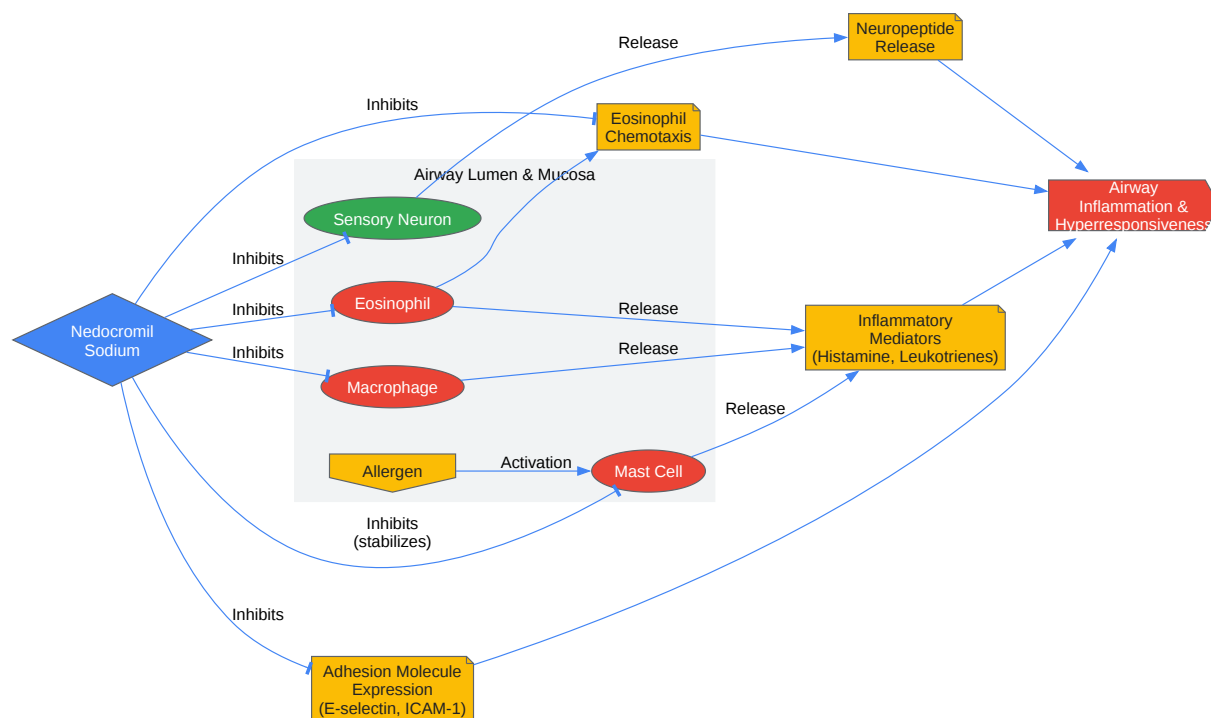 Neuropeptide
Release
Release
Inhibits
Eosinophil
Chemotaxis
Airway Lumen & Mucosa
Airway
Inflammation &
Hyperresponsiveness
Sensory Neuron
Inhibits
Eosinophil
Inhibits
Release
Inflammatory
Mediators
(Histamine, Leukotrienes)
Nedocromil
Sodium
Inhibits
Release
Macrophage
Release
Allergen
Activation
Mast Cell
Inhibits
(stabilizes)
Inhibits
Adhesion Molecule
Expression
(E-selectin, ICAM-1)